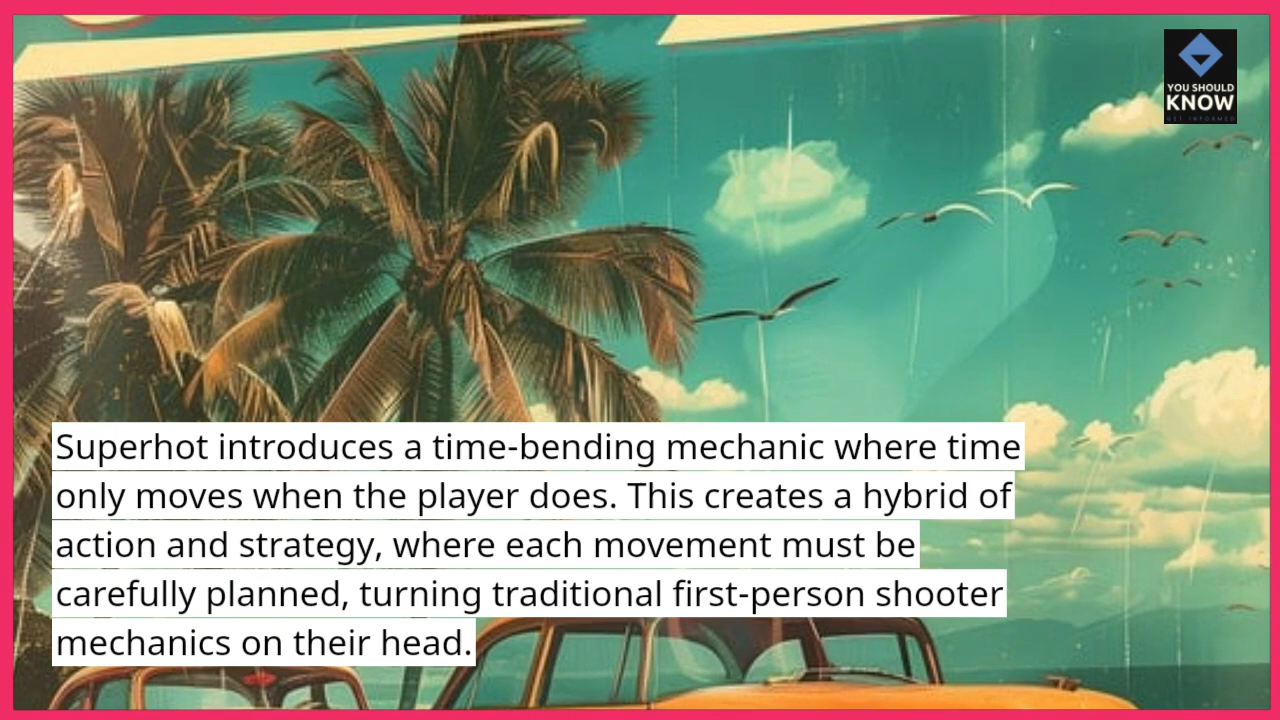 YOU SHOULD
KNOW
GET INFORMED
Superhot introduces a time-bending mechanic where time
only moves when the player does. This creates a hybrid of
action and strategy, where each movement must be
carefully planned, turning traditional first-person shooter
mechanics on their head.